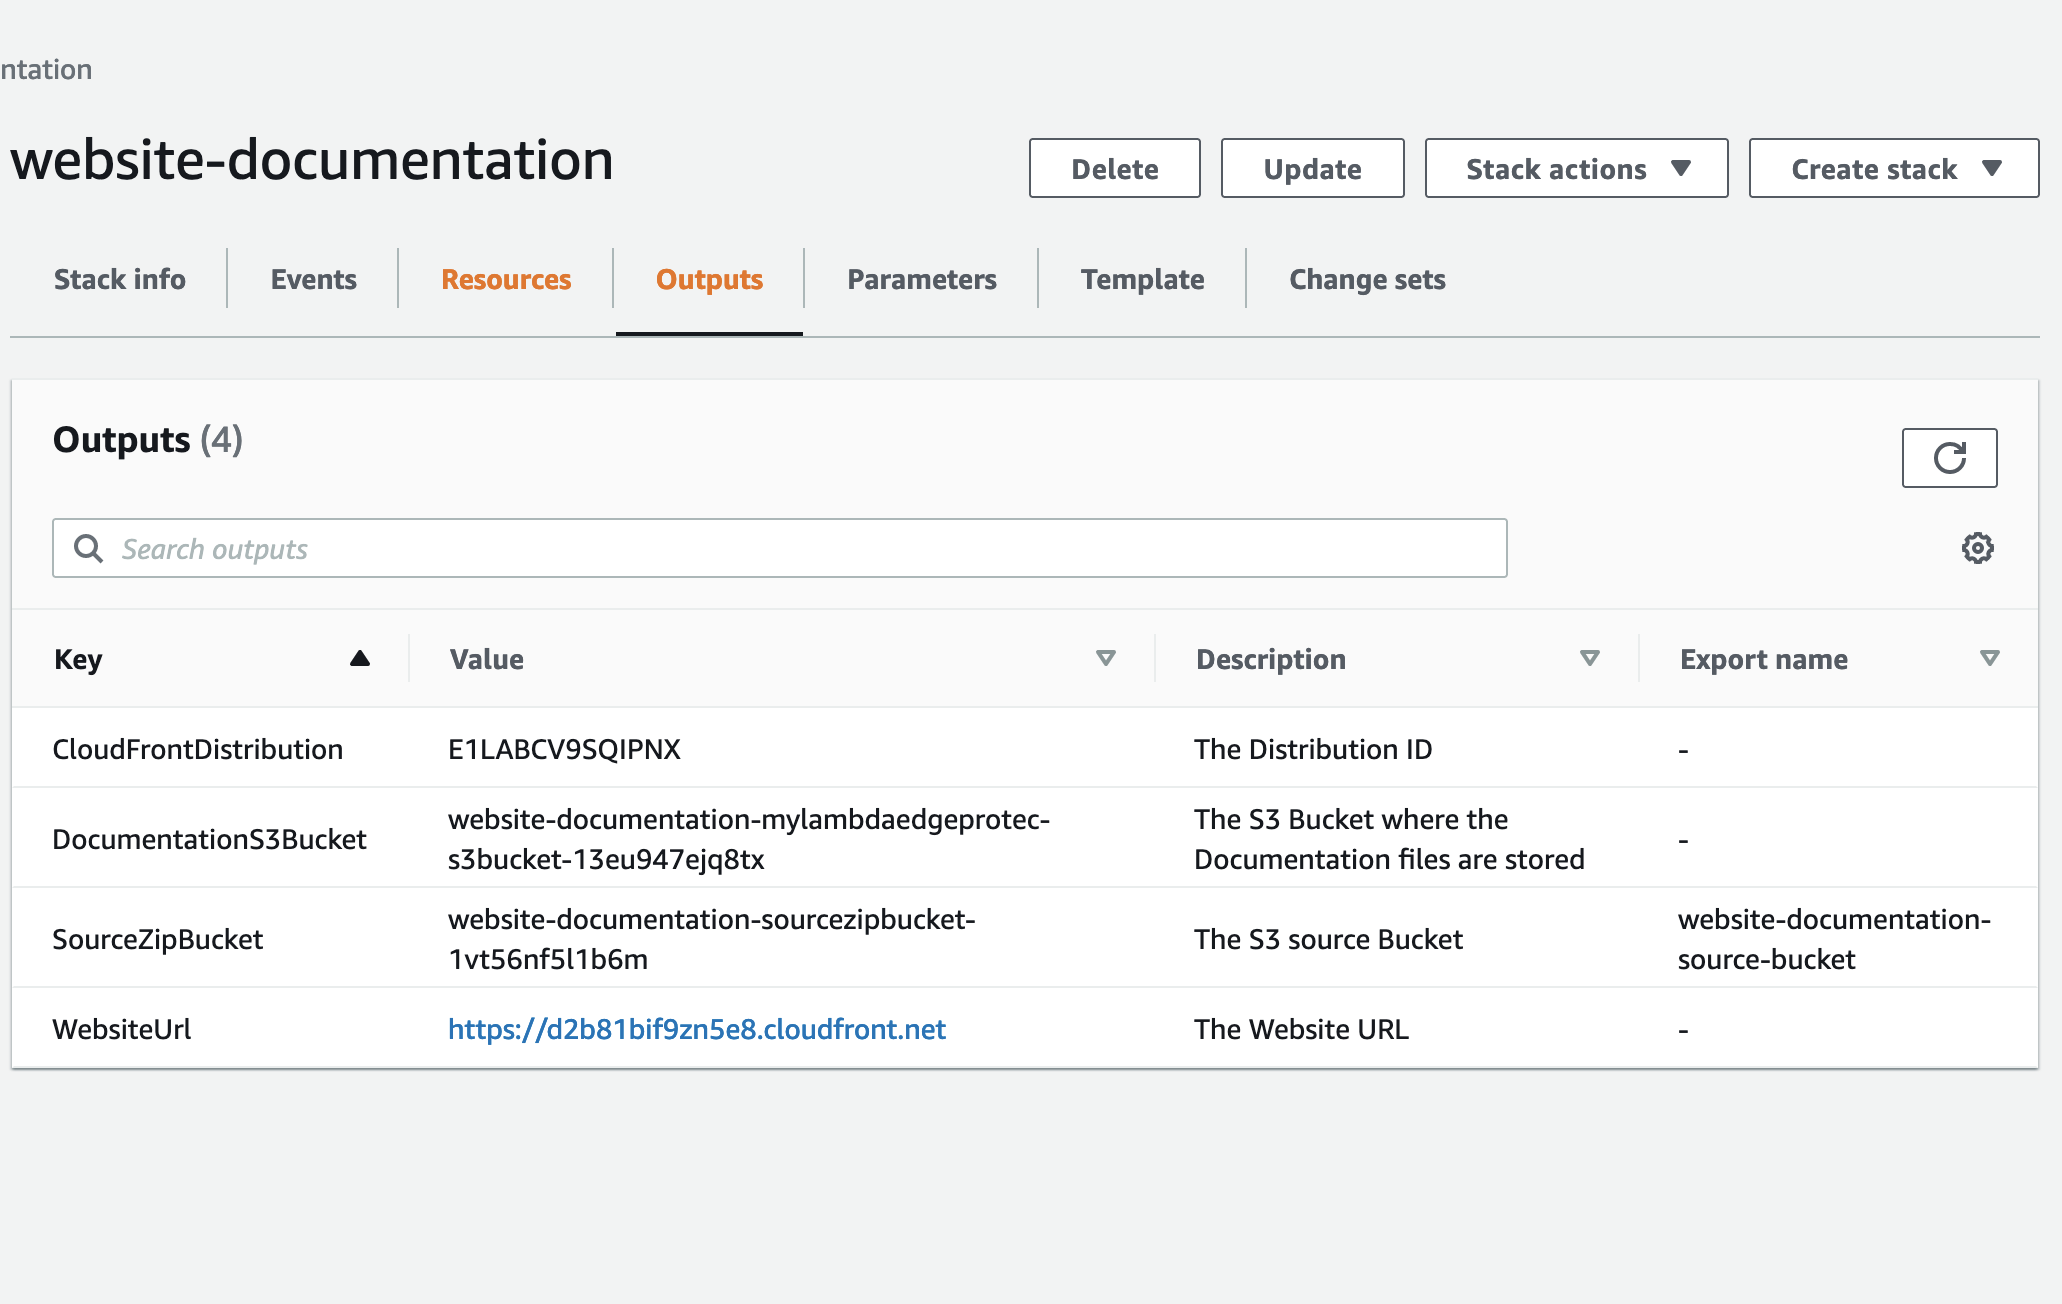 ntation
website-documentation
Delete
Update
Stack actions
Create stack
Stack info
Events
Resources
Outputs
Parameters
Template
Change sets
Outputs (4)
Search outputs
Key
Value
Description
Export name
CloudFrontDistribution
E1LABCV9SQIPNX
The Distribution ID
-
DocumentationS3Bucket
website-documentation-mylambdaedgeprotec-
s3bucket-13eu947ejq8tx
The S3 Bucket where the
Documentation files are stored
-
SourceZipBucket
website-documentation-sourcezipbucket-
1vt56nf5l1b6m
The S3 source Bucket
website-documentation-
source-bucket
WebsiteUrl
https://d2b81bif9zn5e8.cloudfront.net
The Website URL
-